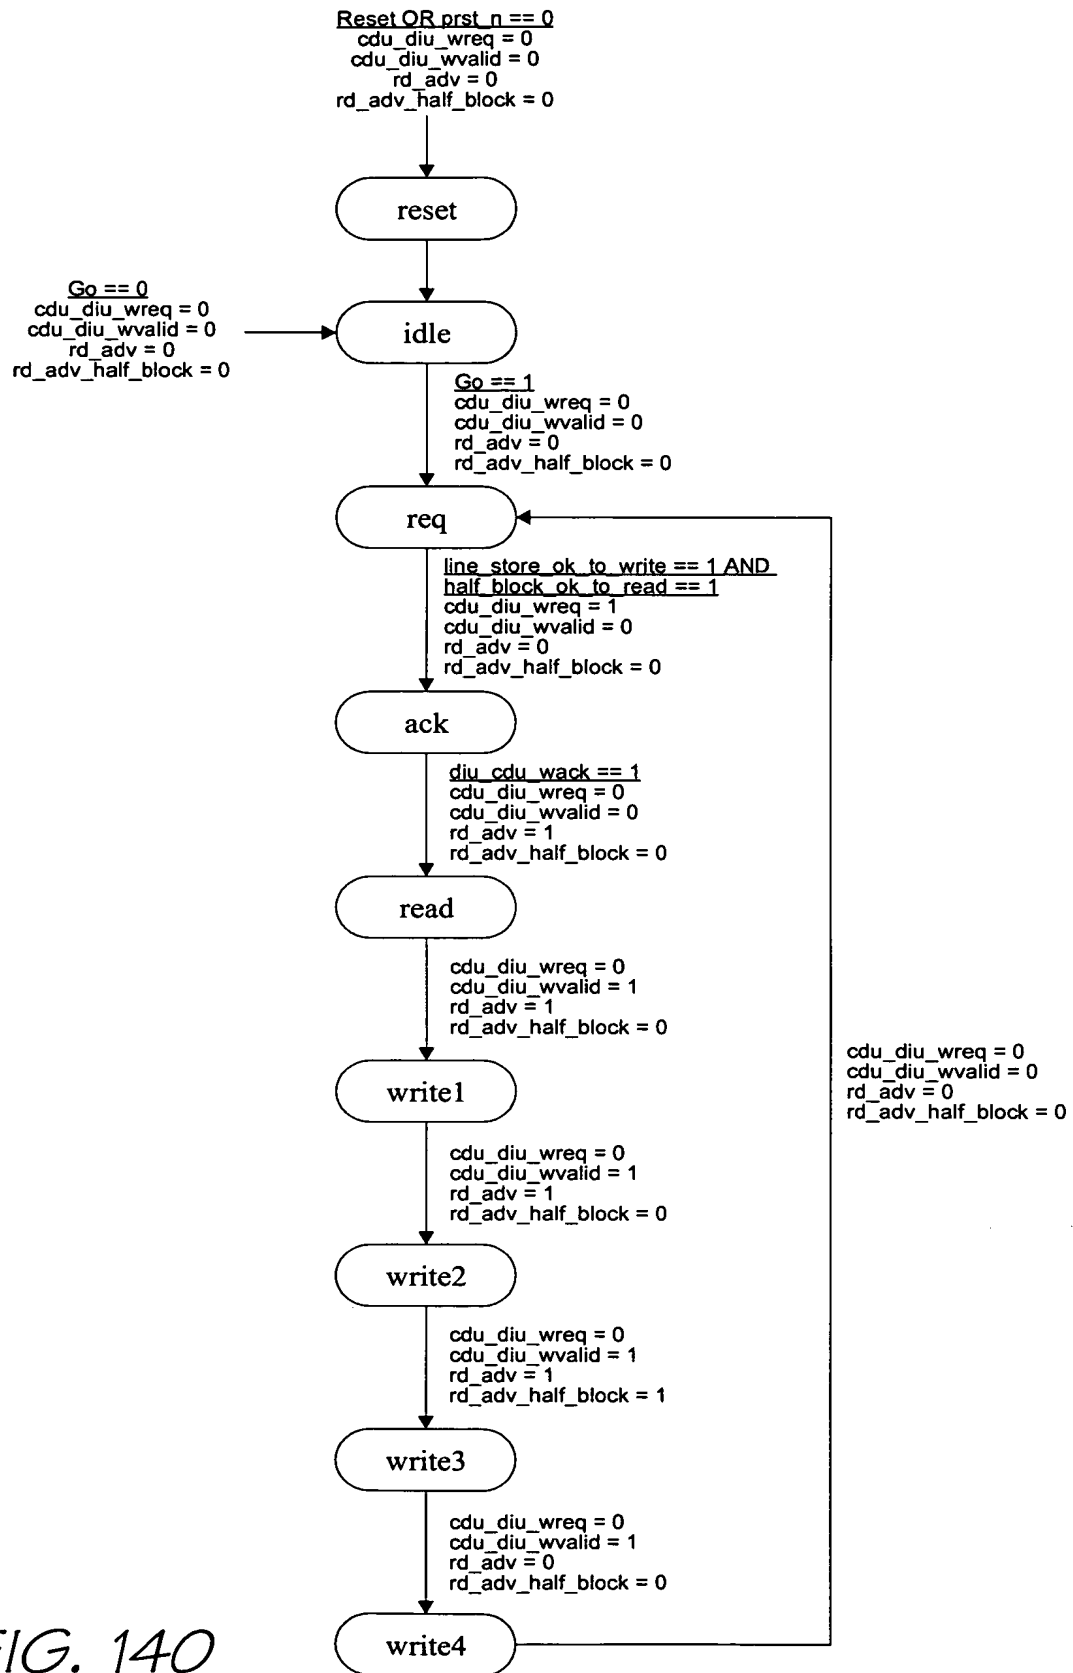 Reset OR prst_n == 0
cdu_diu_wreq = 0
cdu_diu_wvalid = 0
rd_adv = 0
rd_adv_half_block = 0
reset
Go == 0
cdu_diu_wreq = 0
cdu_diu_wvalid = 0
rd_adv = 0
rd_adv_half_block = 0
idle
Go == 1
cdu_diu_wreq = 0
cdu_diu_wvalid = 0
rd_adv = 0
rd_adv_half_block = 0
req
line_store_ok_to_write == 1 AND
half_block_ok_to_read == 1
cdu_diu_wreq = 1
cdu_diu_wvalid = 0
rd_adv = 0
rd_adv_half_block = 0
ack
diu_cdu_wack == 1
cdu_diu_wreq = 0
cdu_diu_wvalid = 0
rd_adv = 1
rd_adv_half_block = 0
read
cdu_diu_wreq = 0
cdu_diu_wvalid = 1
rd_adv = 1
rd_adv_half_block = 0
cdu_diu_wreq = 0
cdu_diu_wvalid = 0
rd_adv = 0
rd_adv_half_block = 0
write1
cdu_diu_wreq = 0
cdu_diu_wvalid = 1
rd_adv = 1
rd_adv_half_block = 0
write2
cdu_diu_wreq = 0
cdu_diu_wvalid = 1
rd_adv = 1
rd_adv_half_block = 1
write3
cdu_diu_wreq = 0
cdu_diu_wvalid = 1
rd_adv = 0
rd_adv_half_block = 0
write4
FIG. 140